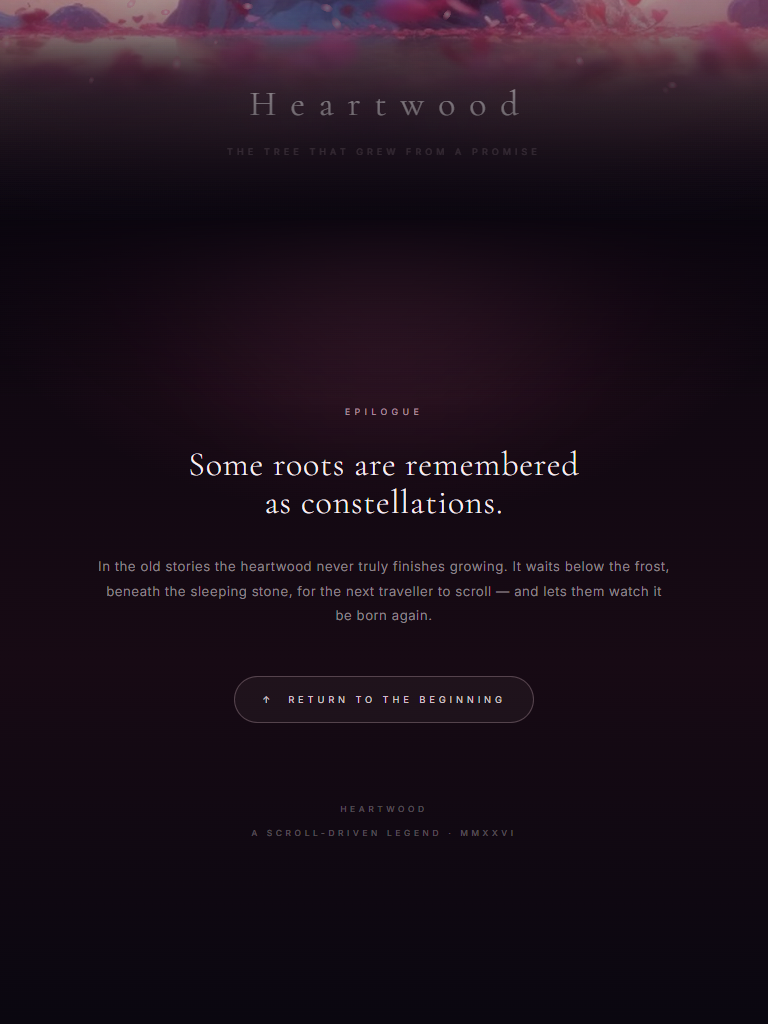 Heartwood
THE TREE THAT GREW FROM A PROMISE
EPILOGUE
Some roots are remembered
as constellations.
In the old stories the heartwood never truly finishes growing. It waits below the frost,
beneath the sleeping stone, for the next traveller to scroll — and lets them watch it
be born again.
↑ RETURN TO THE BEGINNING
HEARTWOOD
A SCROLL-DRIVEN LEGEND · MMXXVI